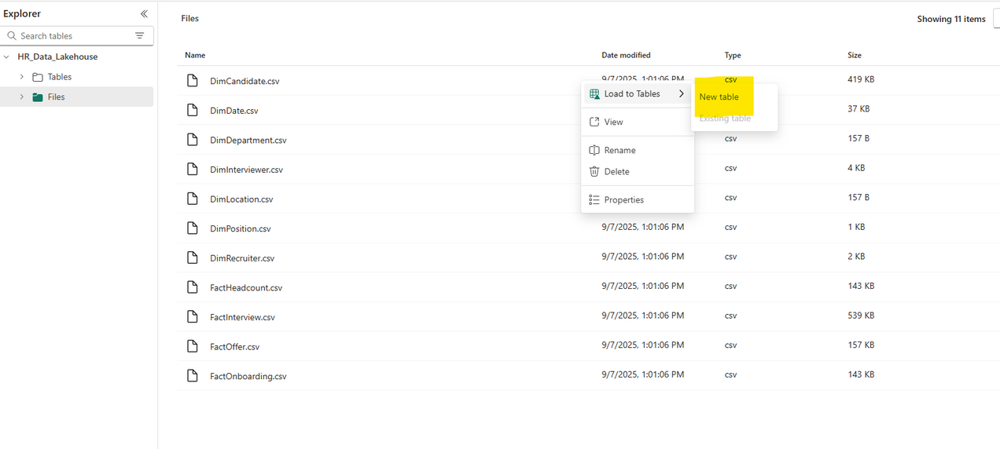 Explorer
Search tables
HR_Data_Lakehouse
Tables
Files
Files
Showing 11 items
Name Date modified Type Size
DimCandidate.csv 9/7/2025, 1:01:06 PM csv 419 KB
DimDate.csv 37 KB
DimDepartment.csv csv 157 B
DimInterviewer.csv csv 4 KB
DimLocation.csv csv 157 B
DimPosition.csv 9/7/2025, 1:01:06 PM csv 1 KB
DimRecruiter.csv 9/7/2025, 1:01:06 PM csv 2 KB
FactHeadcount.csv 9/7/2025, 1:01:06 PM csv 143 KB
FactInterview.csv 9/7/2025, 1:01:06 PM csv 539 KB
FactOffer.csv 9/7/2025, 1:01:06 PM csv 157 KB
FactOnboarding.csv 9/7/2025, 1:01:06 PM csv 143 KB
Load to Tables
View
Rename
Delete
Properties
New table
Existing table